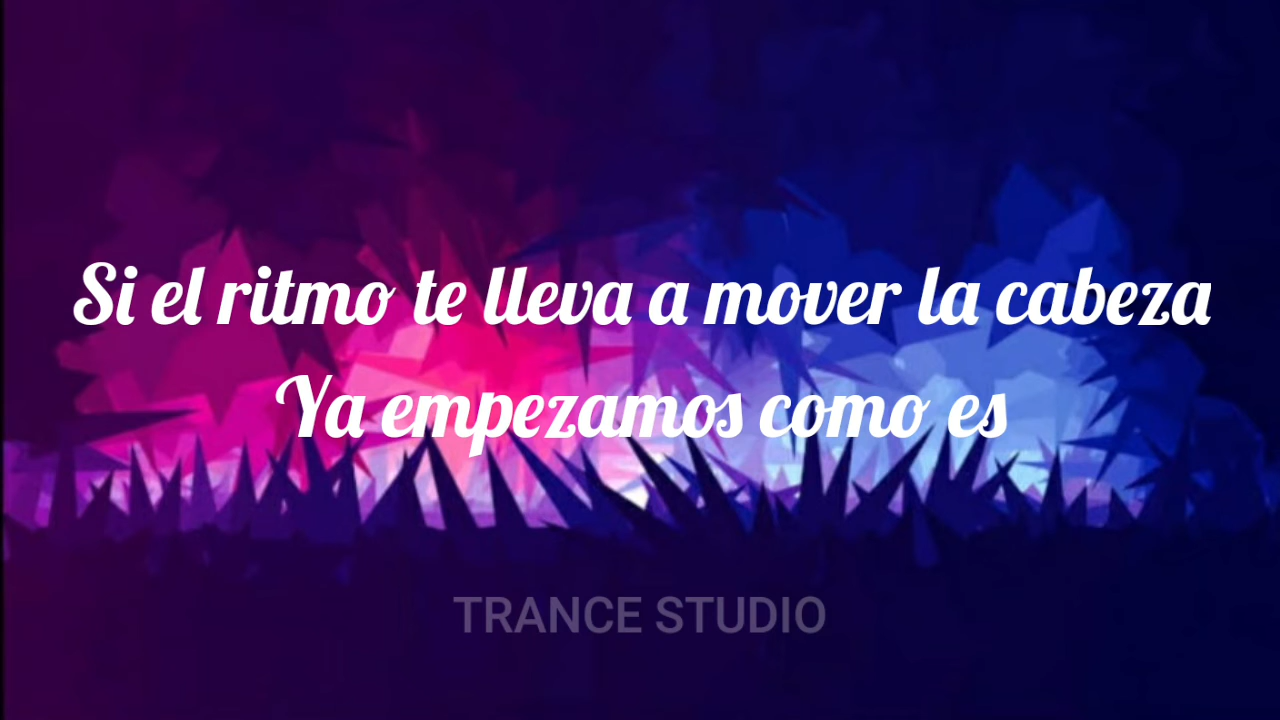 Si el ritmo te lleva a mover la cabeza
Ya empezamos como es
TRANCE STUDIO